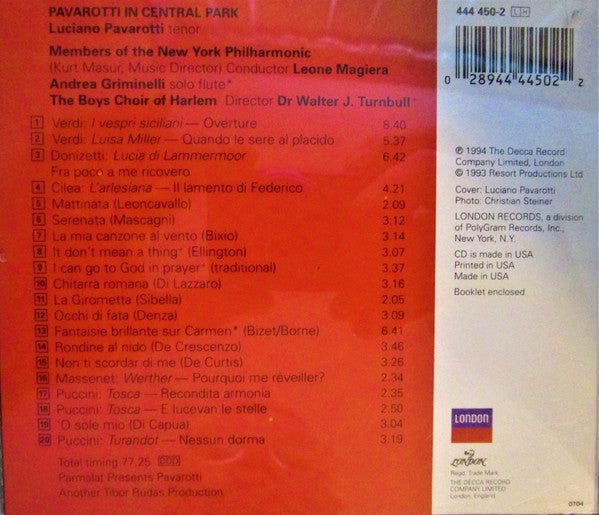 PAVAROTTI IN CENTRAL PARK
Luciano Pavarotti tenor
Members of the New York Philharmonic
(Kurt Masur, Music Director) Conductor Leone Magiera
Andrea Griminelli solo flute*
The Boys Choir of Harlem Director Dr Walter J. Turnbull*
1 Verdi: I vespri siciliani — Overture 8.40
2 Verdi: Luisa Miller — Quando le sere al placido 5.37
3 Donizetti: Lucia di Lammermoor 6.42
Fra poco a me ricovero
4 Cilea: L'arlesiana — Il lamento di Federico 4.21
5 Mattinata (Leoncavallo) 2.09
6 Serenata (Mascagni) 3.12
7 La mia canzone al vento (Bixio) 3.14
8 It don't mean a thing* (Ellington) 3.07
9 I can go to God in prayer* (traditional) 3.37
10 Chitarra romana (Di Lazzaro) 3.16
11 La Girometta (Sibella) 2.05
12 Occhi di fata (Denza) 3.09
13 Fantaisie brillante sur Carmen* (Bizet/Borne) 6.41
14 Rondine al nido (De Crescenzo) 3.46
15 Non ti scordar di me (De Curtis) 3.26
16 Massenet: Werther — Pourquoi me réveiller? 2.34
17 Puccini: Tosca — Recondita armonia 2.35
18 Puccini: Tosca — E lucevan le stelle 2.50
19 'O sole mio (Di Capua) 3.04
20 Puccini: Turandot — Nessun dorma 3.19
Total timing 77.25 DDD
Parmalat Presents Pavarotti
Another Tibor Rudas Production
444 450-2 LH
0 28944 44502 2
℗ 1994 The Decca Record
Company Limited, London
© 1993 Resort Productions Ltd
Cover: Luciano Pavarotti
Photo: Christian Steiner
LONDON RECORDS, a division
of PolyGram Records, Inc.,
New York, N.Y.
CD is made in USA
Printed in USA
Made in USA
Booklet enclosed
LONDON
London
Regd. Trade Mark.
THE DECCA RECORD
COMPANY LIMITED
London, England
0704